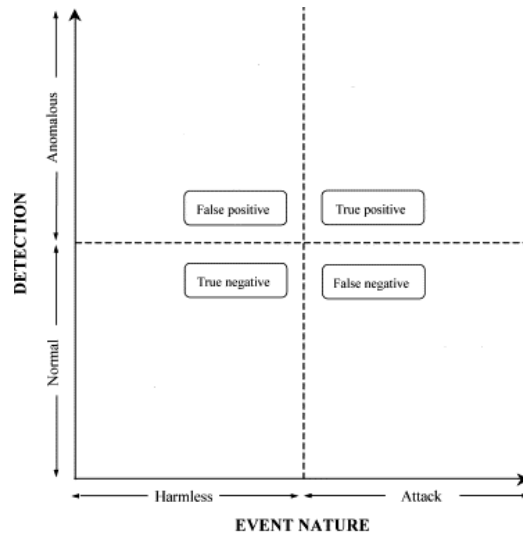 Anomalous
False positive
True positive
DETECTION
True negative
False negative
Normal
Harmless
Attack
EVENT NATURE